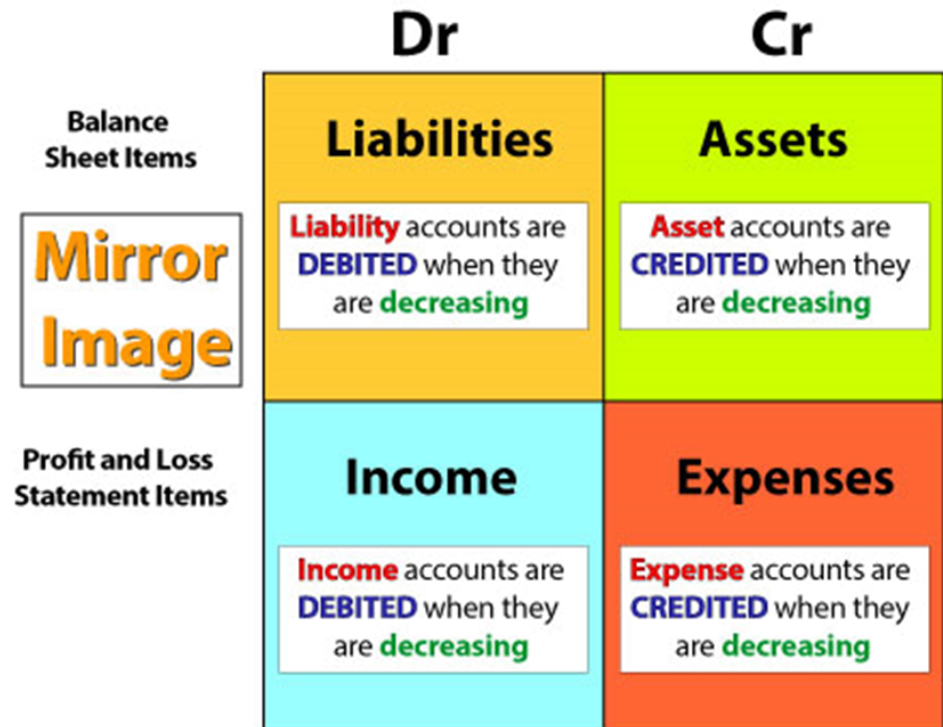 Dr
Cr
Balance
Sheet Items
Liabilities
Liability accounts are
DEBITED when they
are decreasing
Assets
Asset accounts are
CREDITED when they
are decreasing
Mirror
Image
Profit and Loss
Statement Items
Income
Income accounts are
DEBITED when they
are decreasing
Expenses
Expense accounts are
CREDITED when they
are decreasing